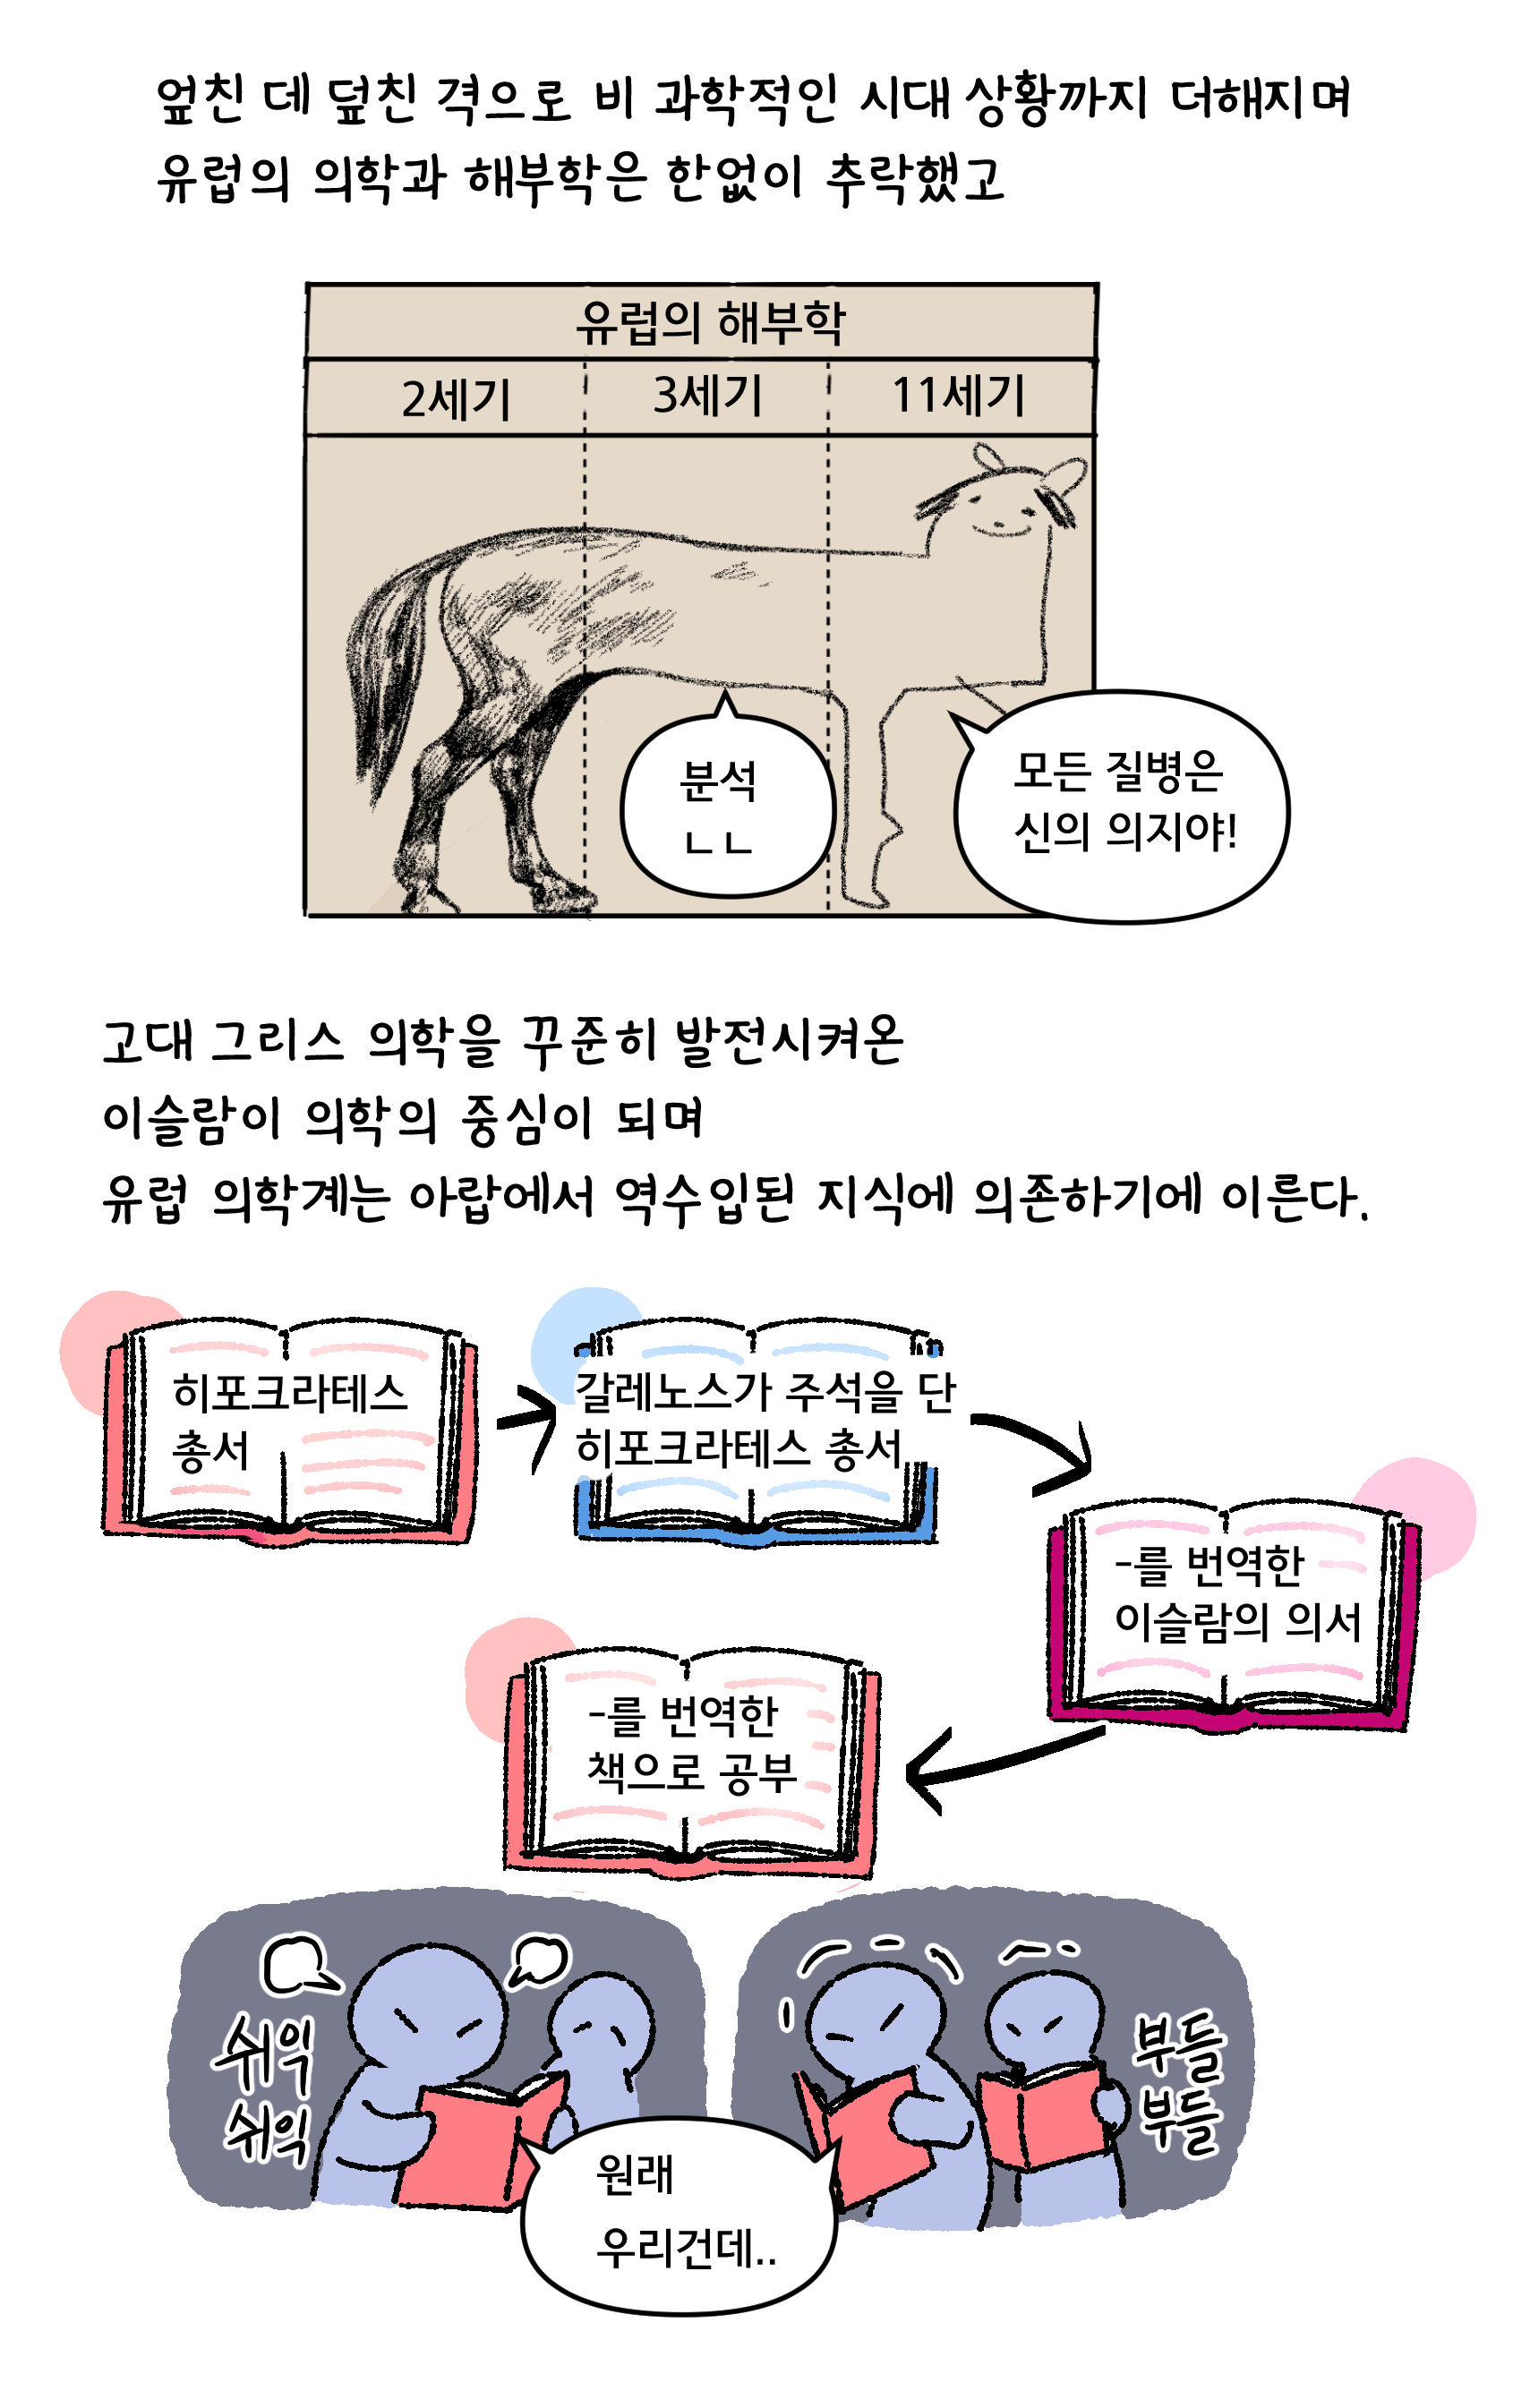 엎친 데 덮친 격으로 비 과학적인 시대 상황까지 더해지며
유럽의 의학과 해부학은 한없이 추락했고
유럽의 해부학
2세기 3세기 11세기
분석
ㄴㄴ
모든 질병은
신의 의지야!
고대 그리스 의학을 꾸준히 발전시켜온
이슬람이 의학의 중심이 되며
유럽 의학계는 아랍에서 역수입된 지식에 의존하기에 이른다.
히포크라테스
총서
갈레노스가 주석을 단
히포크라테스 총서
-를 번역한
이슬람의 의서
-를 번역한
책으로 공부
쉬익
쉬익
부들
부들
원래
우리건데..